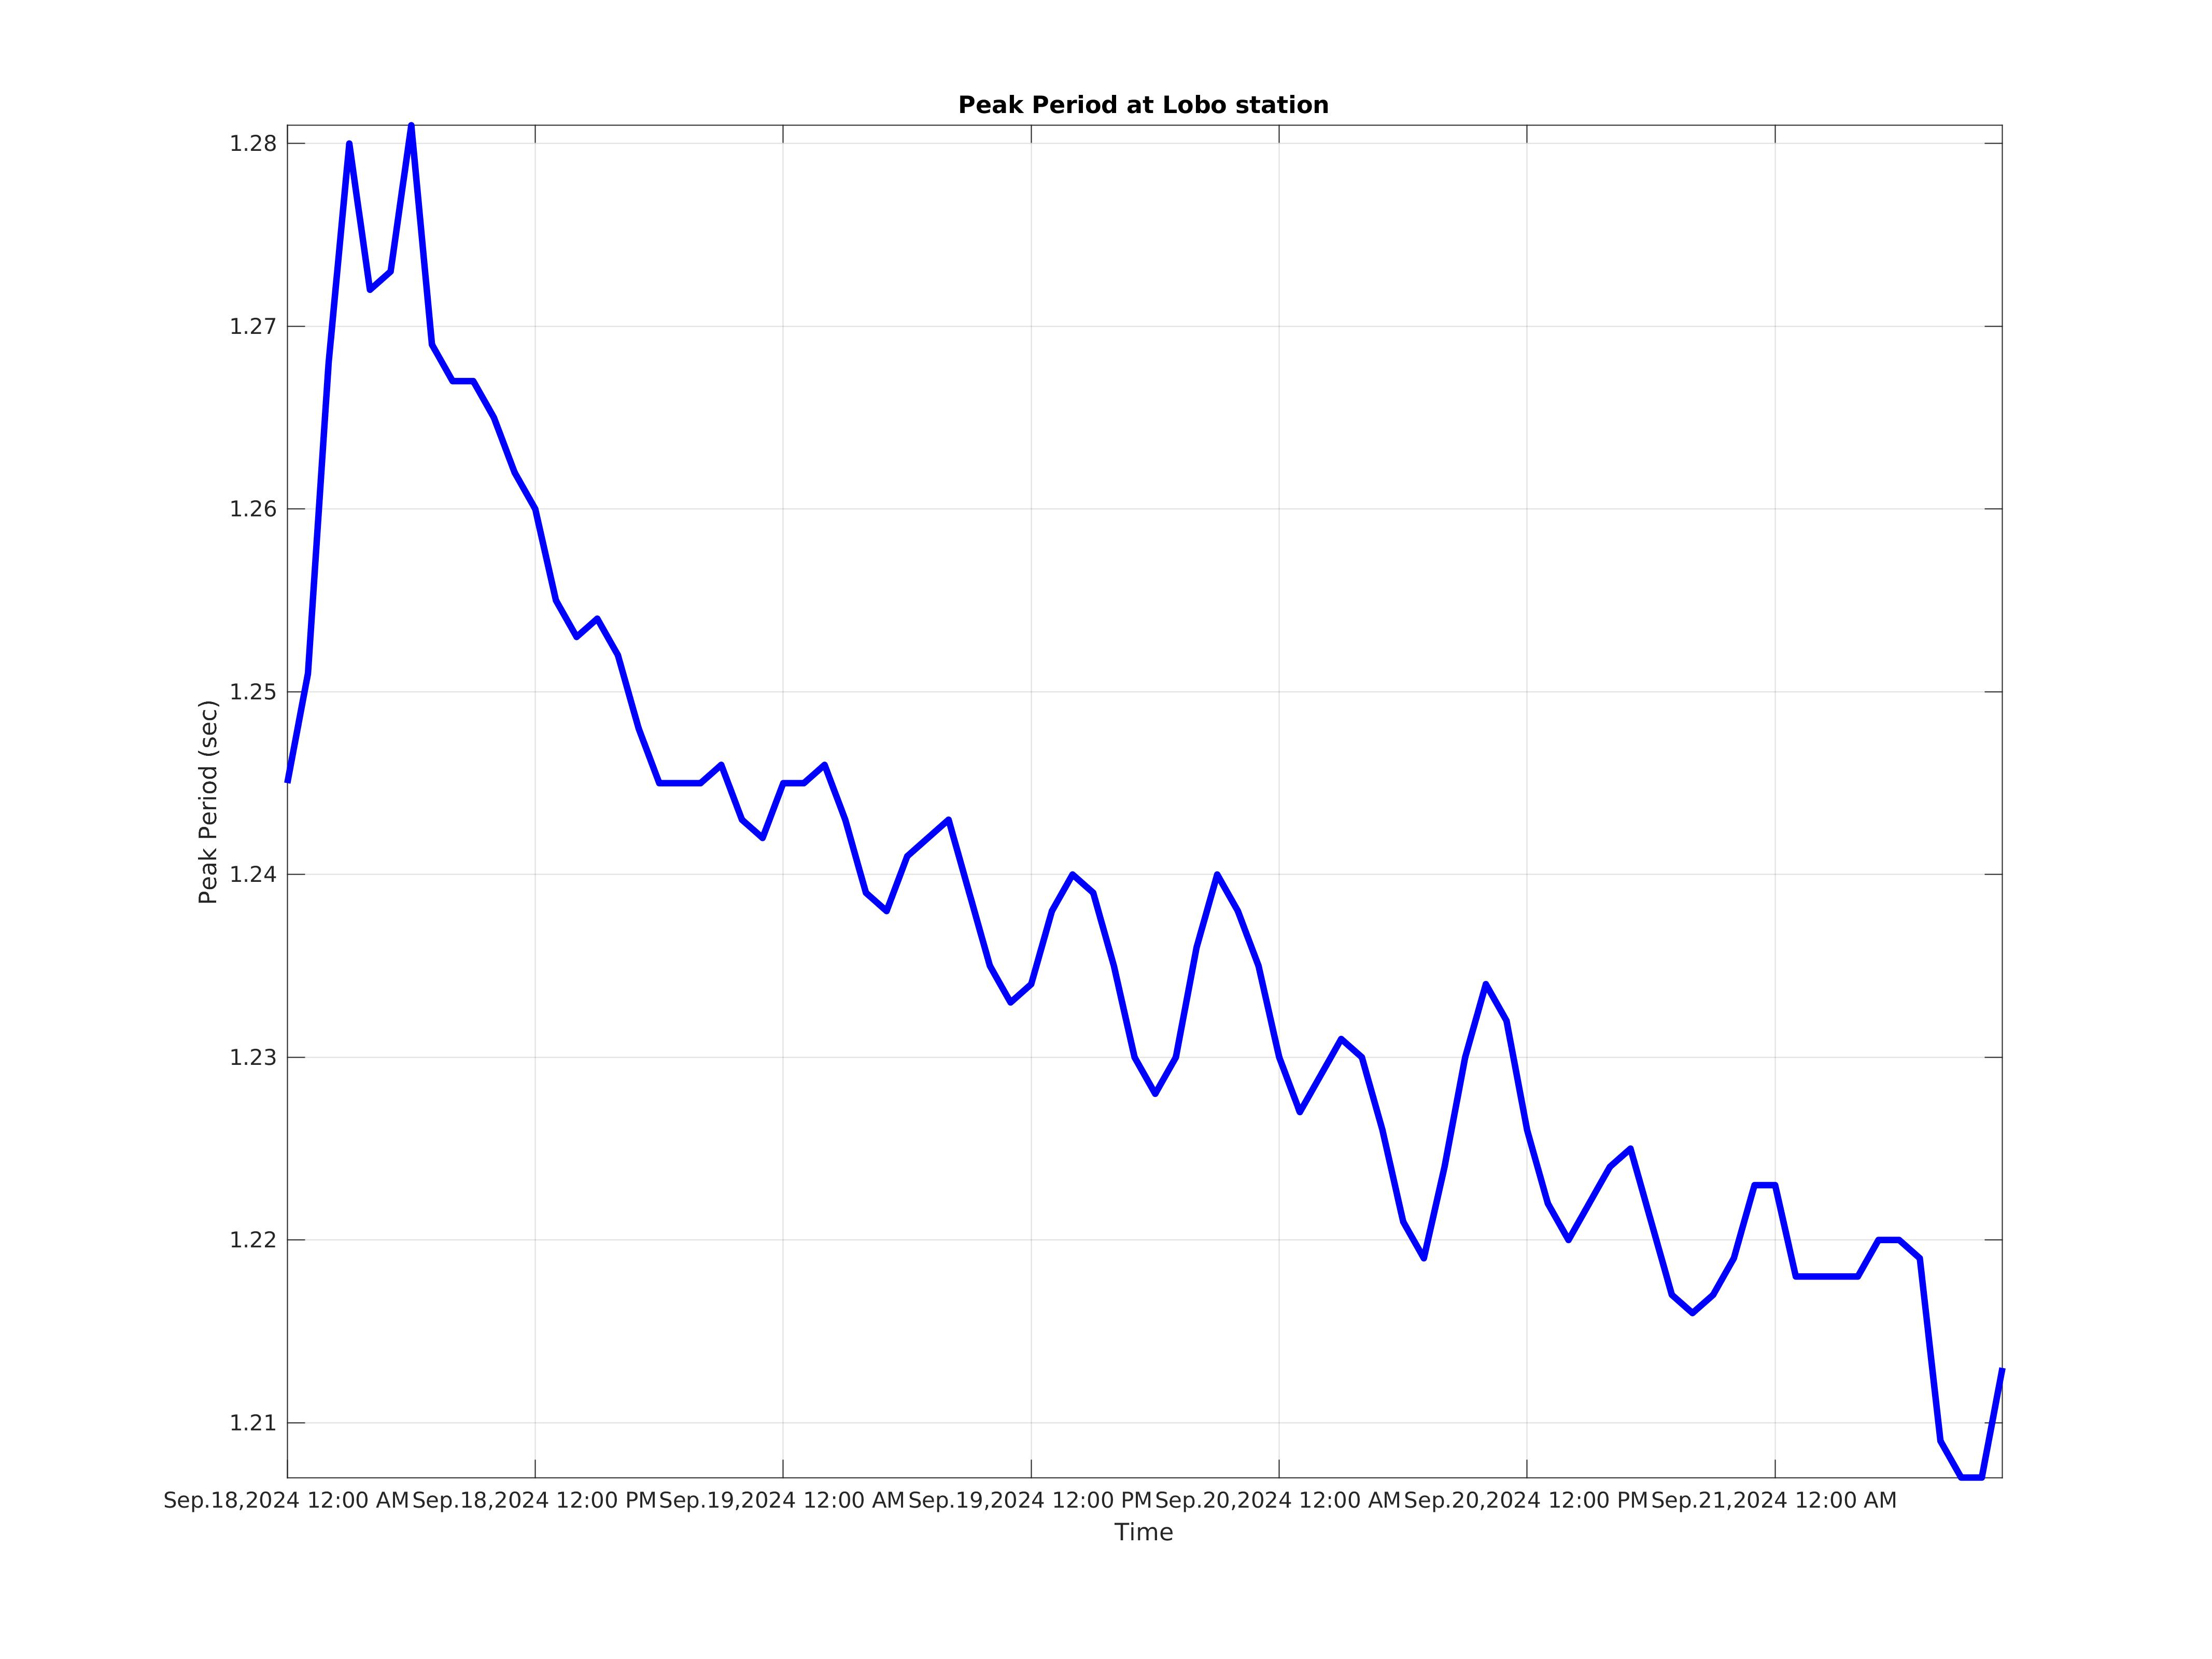 Peak Period at Lobo station
1.28
1.27
1.26
1.25
1.24
1.23
1.22
1.21
Peak Period (sec)
Sep.18,2024 12:00 AM Sep.18,2024 12:00 PM Sep.19,2024 12:00 AM Sep.19,2024 12:00 PM Sep.20,2024 12:00 AM Sep.20,2024 12:00 PM Sep.21,2024 12:00 AM
Time